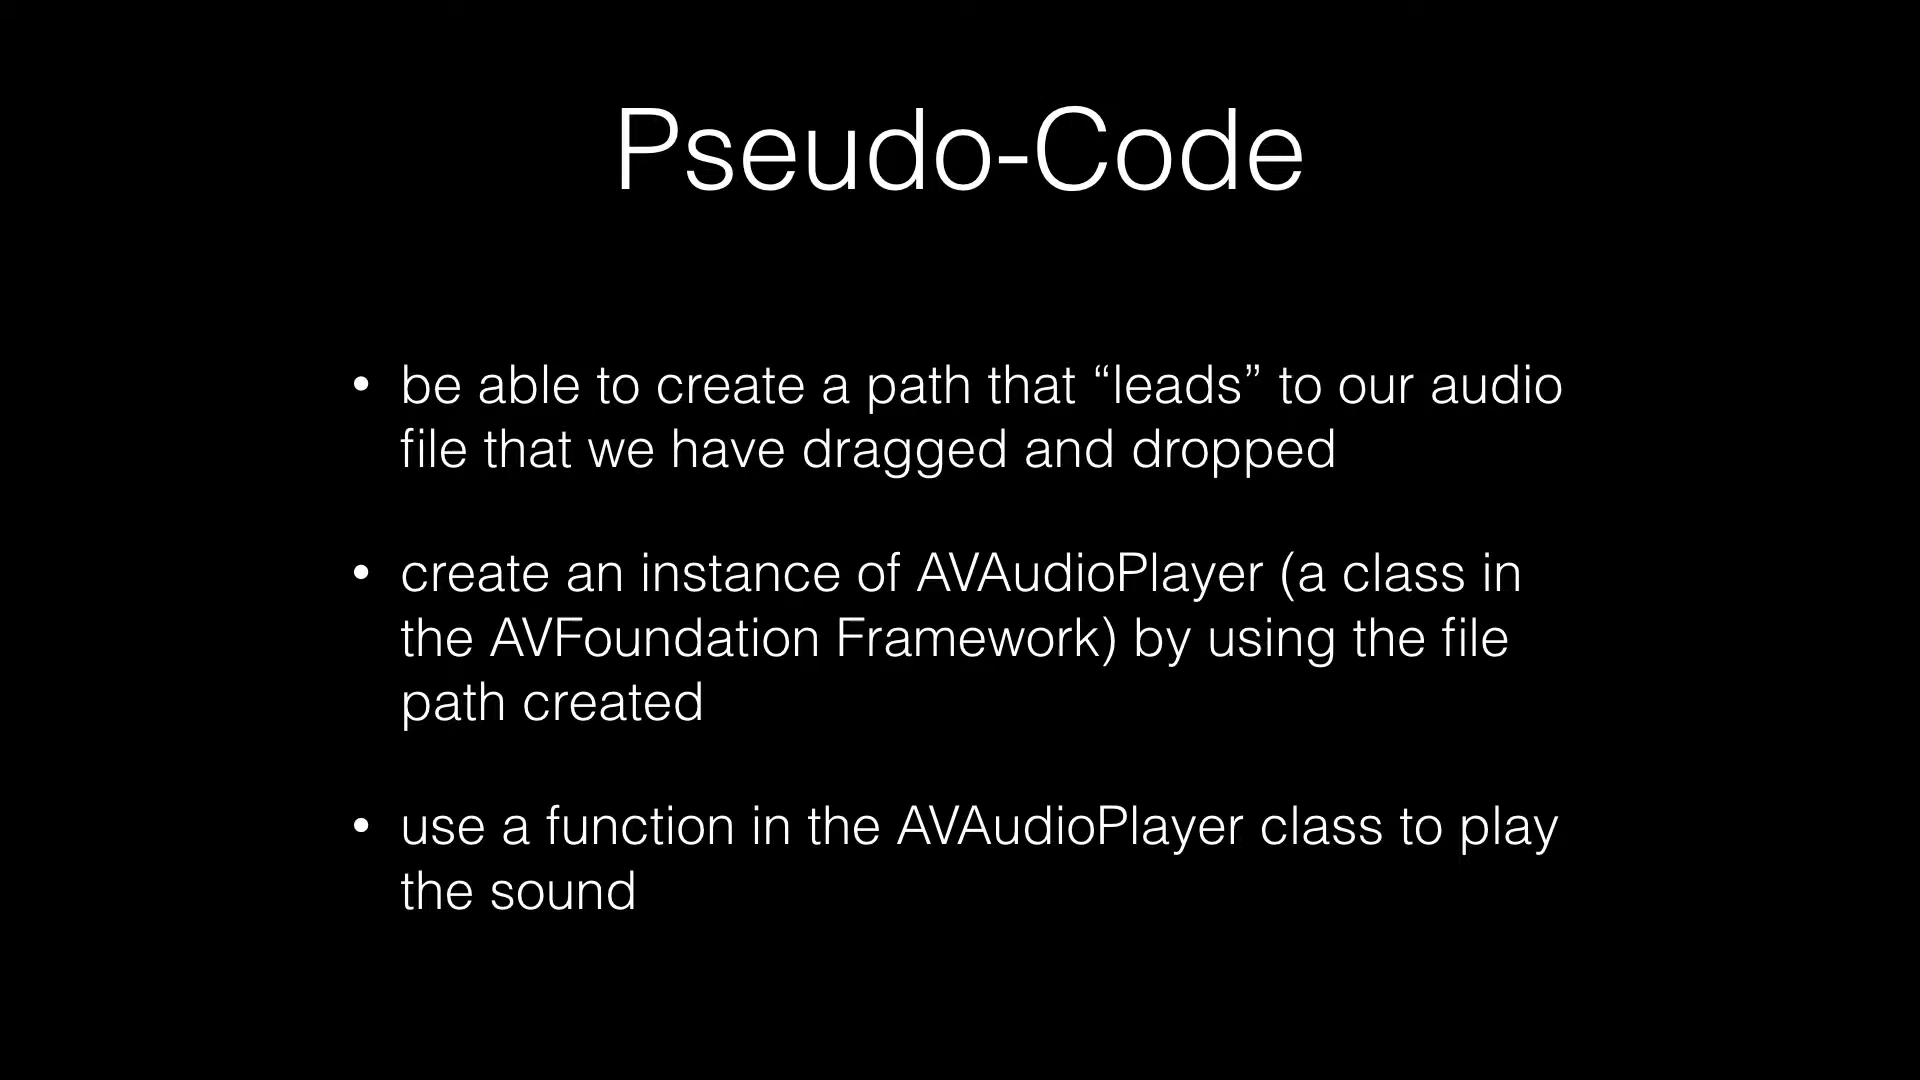 Pseudo-Code
• be able to create a path that “leads” to our audio
file that we have dragged and dropped
• create an instance of AVAudioPlayer (a class in
the AVFoundation Framework) by using the file
path created
• use a function in the AVAudioPlayer class to play
the sound